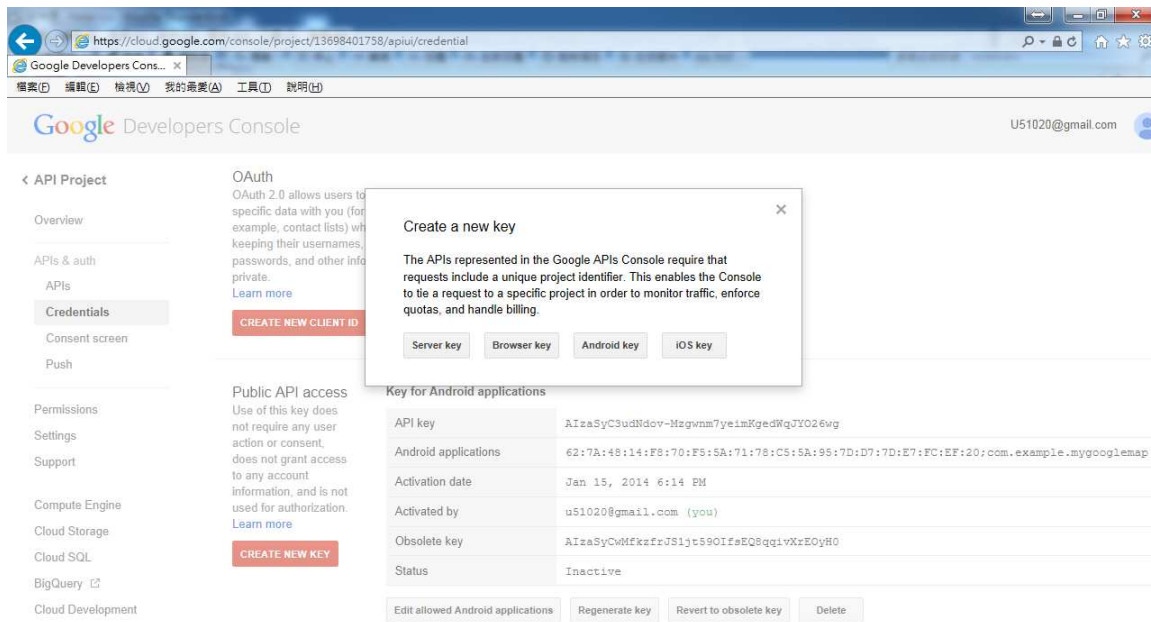 https://cloud.google.com/console/project/13698401758/apiui/credential
Google Developers Cons...
檔案(F) 編輯(E) 檢視(V) 我的最愛(A) 工具(T) 說明(H)
Google Developers Console
U51020@gmail.com
API Project
Overview
APIs & auth
APIs
Credentials
Consent screen
Push
Permissions
Settings
Support
Compute Engine
Cloud Storage
Cloud SQL
BigQuery
Cloud Development
OAuth
OAuth 2.0 allows users to
specific data with you (for
example, contact lists) wh
keeping their usernames,
passwords, and other info
private.
Learn more
CREATE NEW CLIENT ID
Create a new key
The APIs represented in the Google APIs Console require that
requests include a unique project identifier. This enables the Console
to tie a request to a specific project in order to monitor traffic, enforce
quotas, and handle billing.
Server key Browser key Android key iOS key
Public API access
Use of this key does
not require any user
action or consent,
does not grant access
to any account
information, and is not
used for authorization.
Learn more
CREATE NEW KEY
Key for Android applications
API key AIzaSyC3udNdov-Mzgwnm7yeimKgedWqJYO26wg
Android applications 62:7A:48:14:F8:70:F5:5A:71:78:C5:5A:95:7D:D7:7D:E7:FC:EF:20;com.example.mygooglemap
Activation date Jan 15, 2014 6:14 PM
Activated by u51020@gmail.com (you)
Obsolete key AIzaSyCwMfkzfrJS1jt59OIfsEQ8qqivXrEOyH0
Status Inactive
Edit allowed Android applications Regenerate key Revert to obsolete key Delete